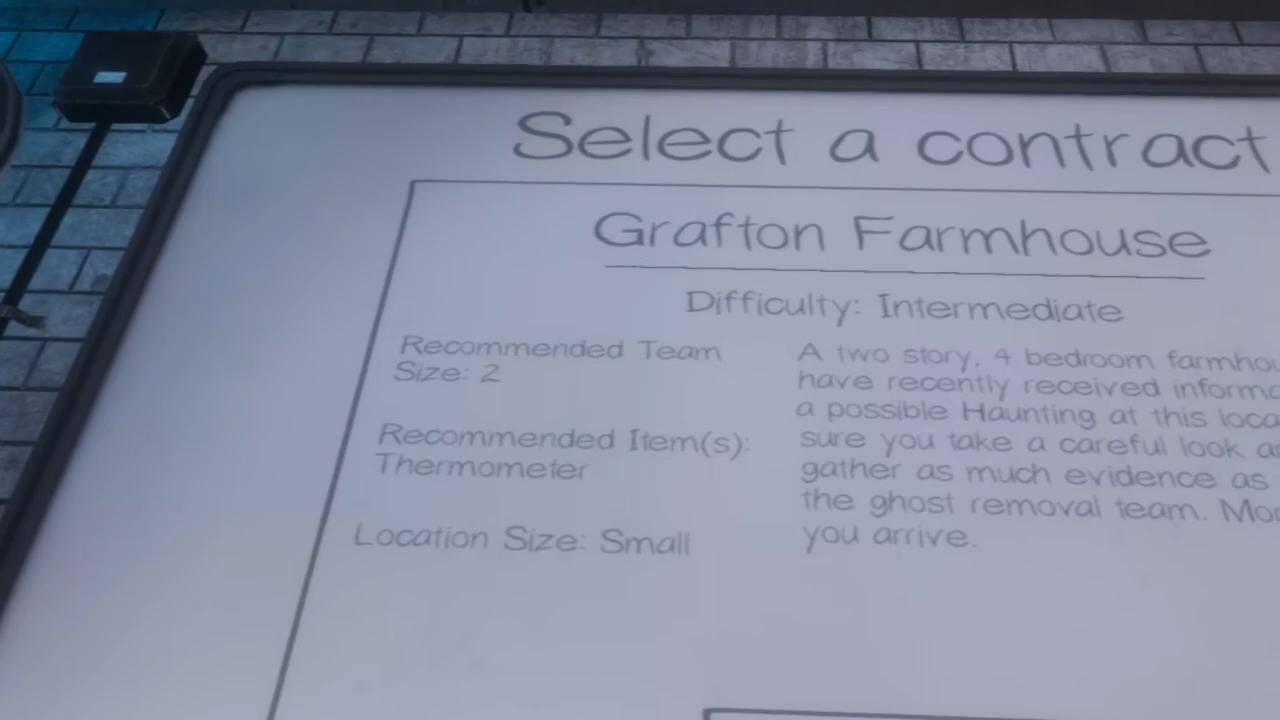 Select a contract
Grafton Farmhouse
Difficulty: Intermediate
Recommended Team
Size: 2
Recommended Item(s):
Thermometer
Location Size: Small
A two story, 4 bedroom
have recently received
a possible Haunting at this
sure you take a careful look
gather as much evidence as
the ghost removal team.
you arrive.